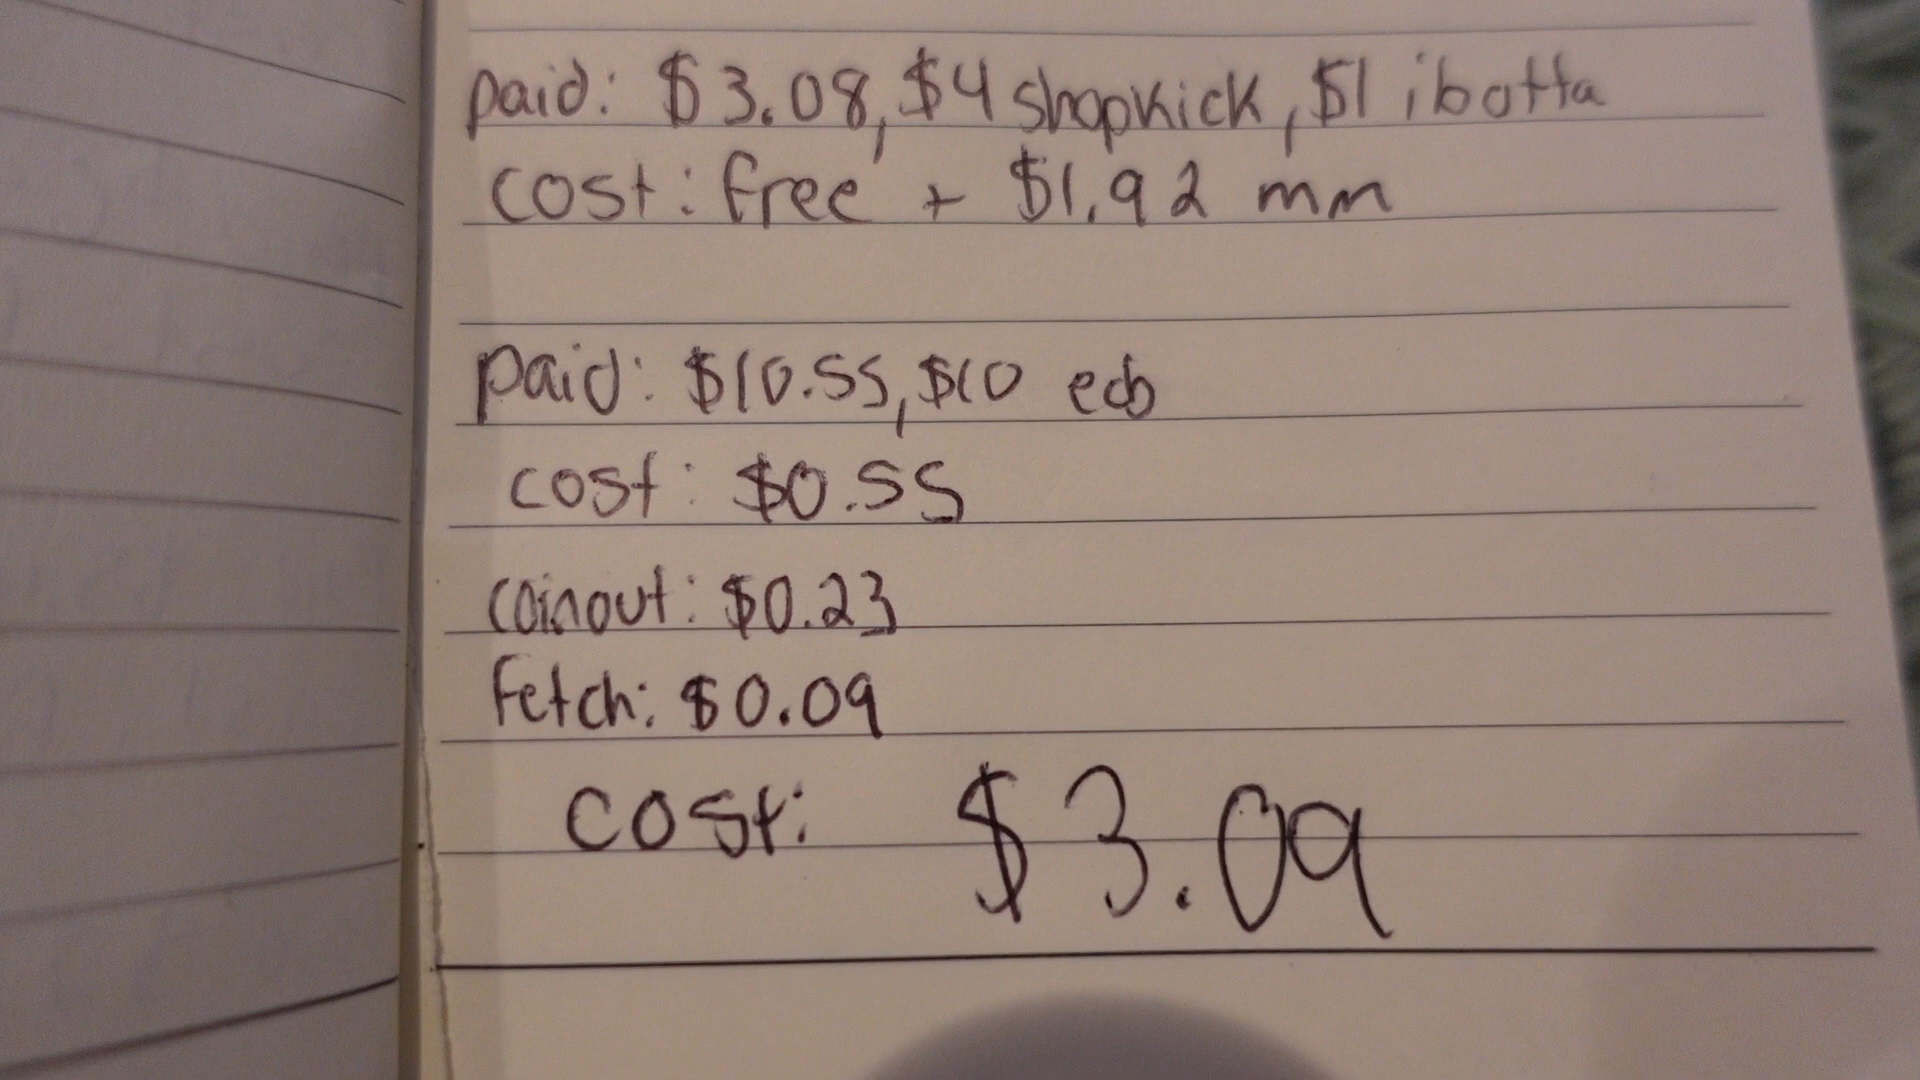 paid: $3.08, $4 shopkick, $1 ibotta
cost: free + $1.92 mm
paid: $10.55, $10 ecb
cost: $0.55
coinout: $0.23
Fetch: $0.09
cost: $3.09